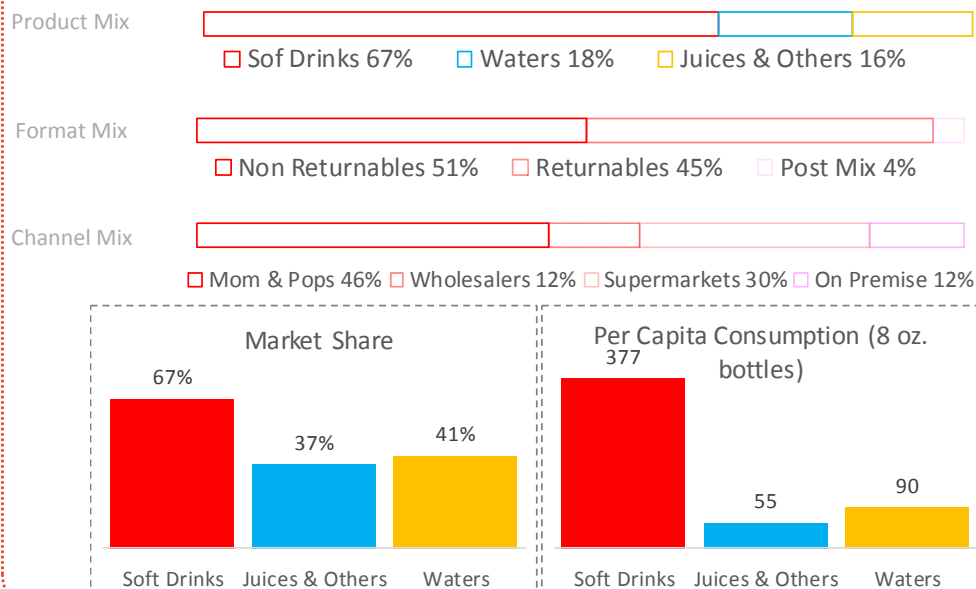 Product Mix
Sof Drinks 67% Waters 18% Juices & Others 16%
Format Mix
Non Returnables 51% Returnables 45% Post Mix 4%
Channel Mix
Mom & Pops 46% Wholesalers 12% Supermarkets 30% On Premise 12%
Market Share
67%
37%
41%
Soft Drinks Juices & Others Waters
Per Capita Consumption (8 oz.
bottles)
377
55
90
Soft Drinks Juices & Others Waters